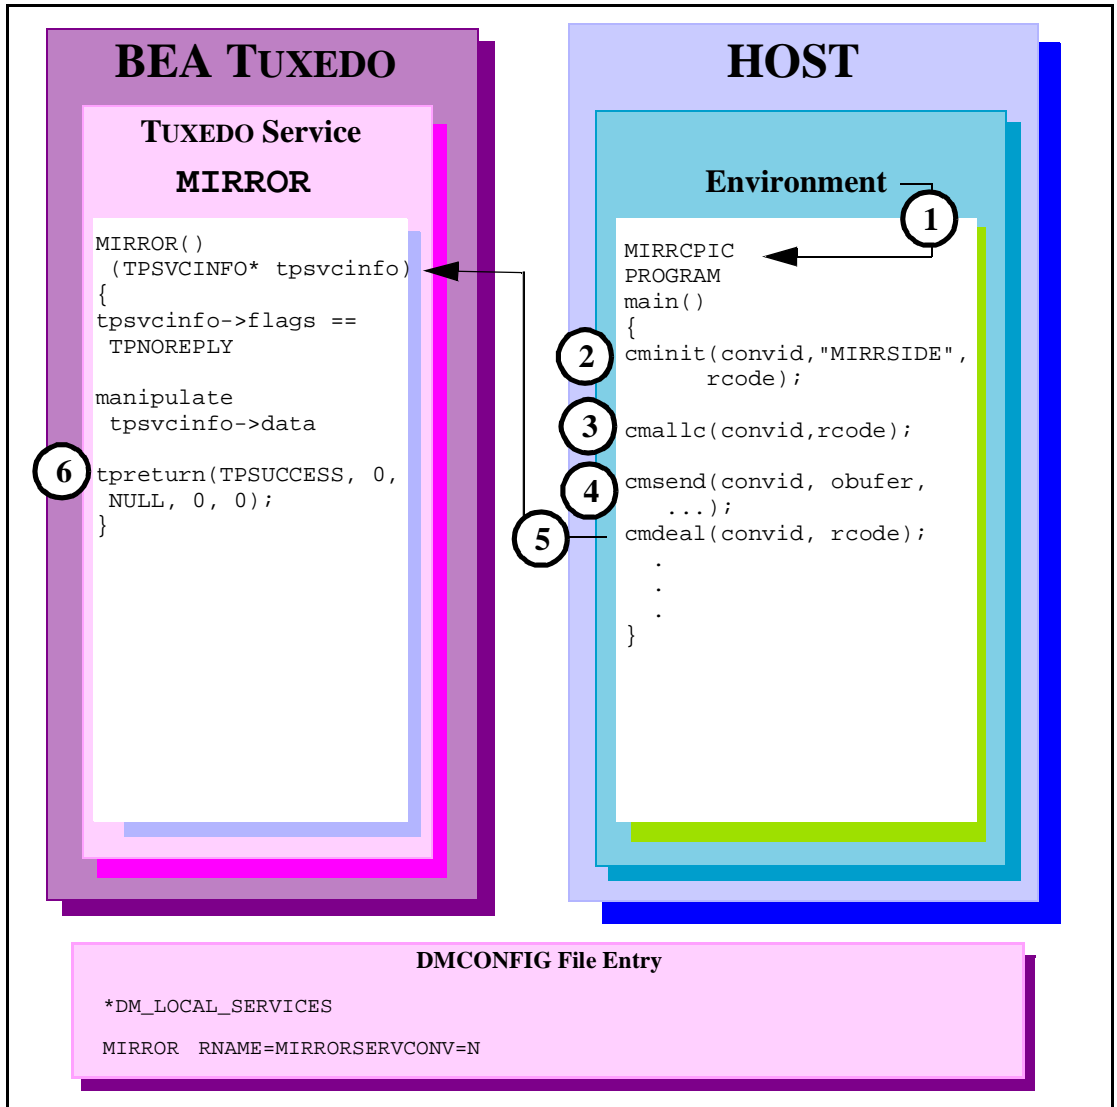 BEA TUXEDO
TUXEDO Service
MIRROR
MIRROR()
(TPSVCINFO* tpsvcinfo)
{
tpsvcinfo->flags ==
TPNOREPLY
manipulate
tpsvcinfo->data
6
tpreturn(TPSUCCESS, 0,
NULL, 0, 0);
}
HOST
Environment
1
MIRRCPIC
PROGRAM
main()
{
2
cminit(convid,"MIRRSIDE",
rcode);
3
cmallc(convid,rcode);
4
cmsend(convid, obufer,
...);
5
cmdeal(convid, rcode);
.
.
.
}
DMCONFIG File Entry
*DM_LOCAL_SERVICES
MIRROR RNAME=MIRRORSERVCONV=N